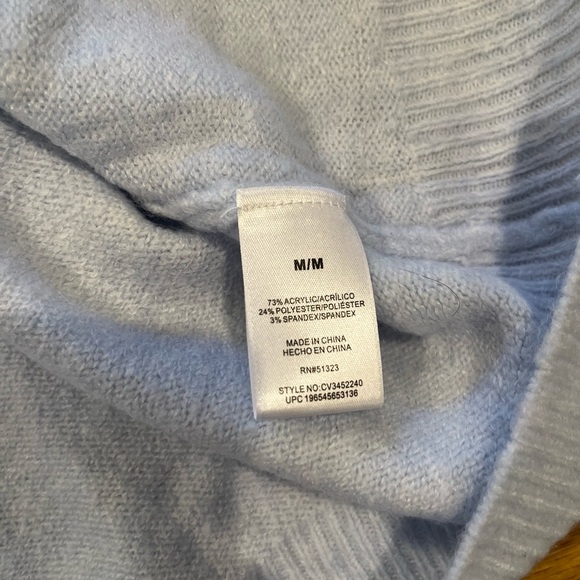 M/M
73% ACRYLIC/ACRÍLICO
24% POLYESTER/POLIÉSTER
3% SPANDEX/SPANDEX
MADE IN CHINA
HECHO EN CHINA
RN#51323
STYLE NO:CV3452240
UPC 196545653136